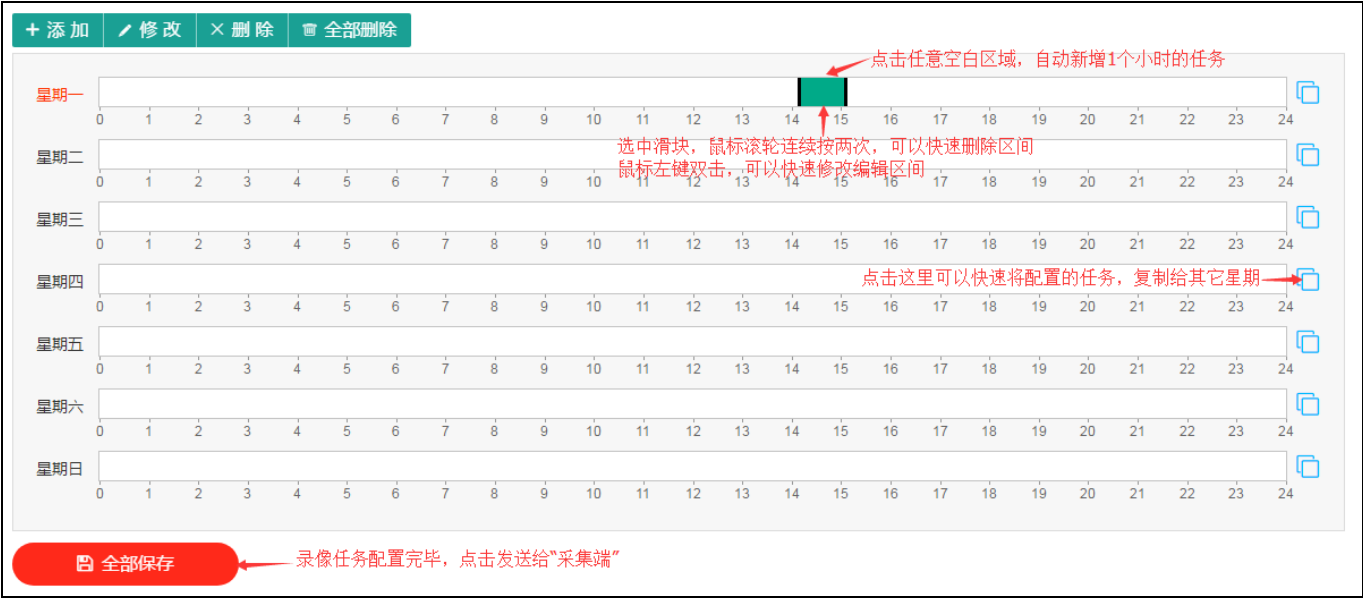 添加 修改 删除 全部删除
点击任意空白区域，自动新增1个小时的任务
星期一
0 1 2 3 4 5 6 7 8 9 10 11 12 13 14 15 16 17 18 19 20 21 22 23 24
选中滑块，鼠标滚轮连续按两次，可以快速删除区间
星期二
鼠标左键双击，可以快速修改编辑区间
0 1 2 3 4 5 6 7 8 9 10 11 12 13 14 15 16 17 18 19 20 21 22 23 24
星期三
0 1 2 3 4 5 6 7 8 9 10 11 12 13 14 15 16 17 18 19 20 21 22 23 24
星期四
点击这里可以快速将配置的任务，复制给其它星期
0 1 2 3 4 5 6 7 8 9 10 11 12 13 14 15 16 17 18 19 20 21 22 23 24
星期五
0 1 2 3 4 5 6 7 8 9 10 11 12 13 14 15 16 17 18 19 20 21 22 23 24
星期六
0 1 2 3 4 5 6 7 8 9 10 11 12 13 14 15 16 17 18 19 20 21 22 23 24
星期日
0 1 2 3 4 5 6 7 8 9 10 11 12 13 14 15 16 17 18 19 20 21 22 23 24
全部保存
录像任务配置完毕，点击发送给“采集端”